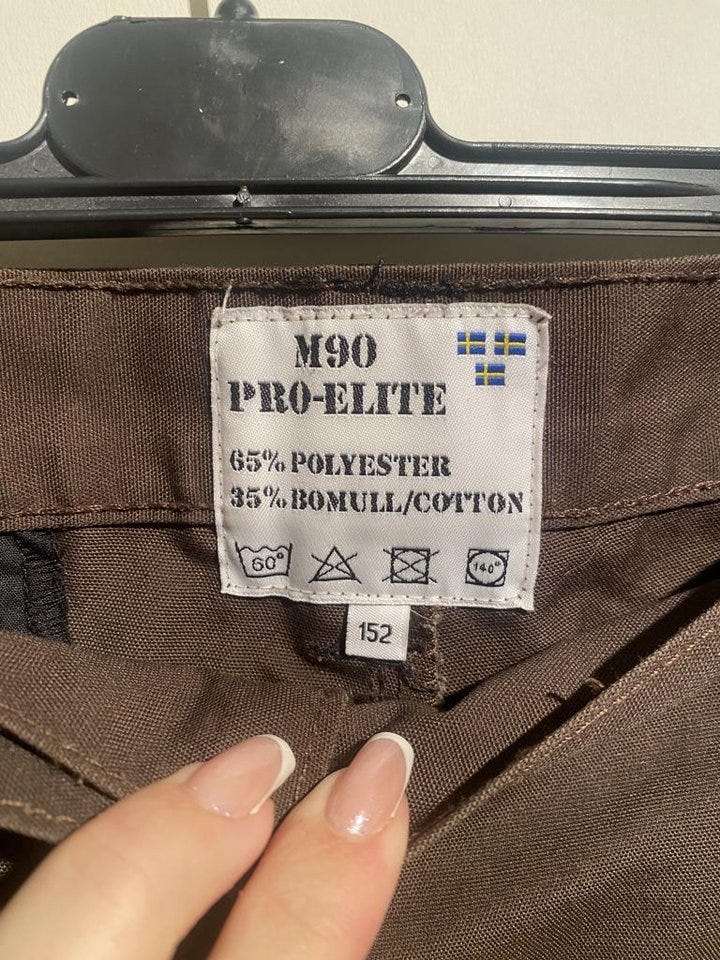 M90
PRO-ELITE
65% POLYESTER
35% BOMULL/COTTON
60° 140°
152